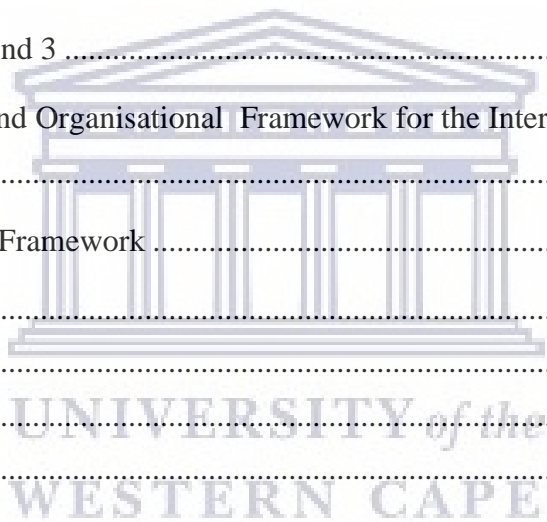 nd 3 ........................................................................
nd Organisational Framework for the Inter
........................................................................
Framework ........................................................
........................................................................
........................................................................
UNIVERSITY of the
........................................................................
WESTERN CAPE
........................................................................